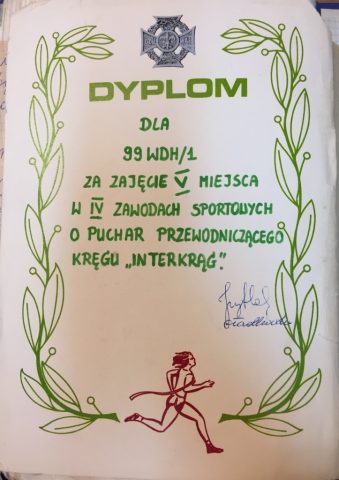 DYPLOM
DLA
99 WDH/1
ZA ZAJĘCIE V MIEJSCA
W IV ZAWODACH SPORTOWYCH
O PUCHAR PRZEWODNICZĄCEGO
KRĘGU „INTERKRĄG".